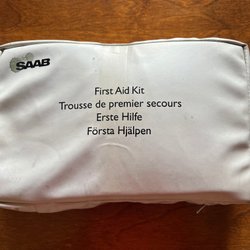 SAAB
First Aid Kit
Trousse de premier secours
Erste Hilfe
Första Hjälpen